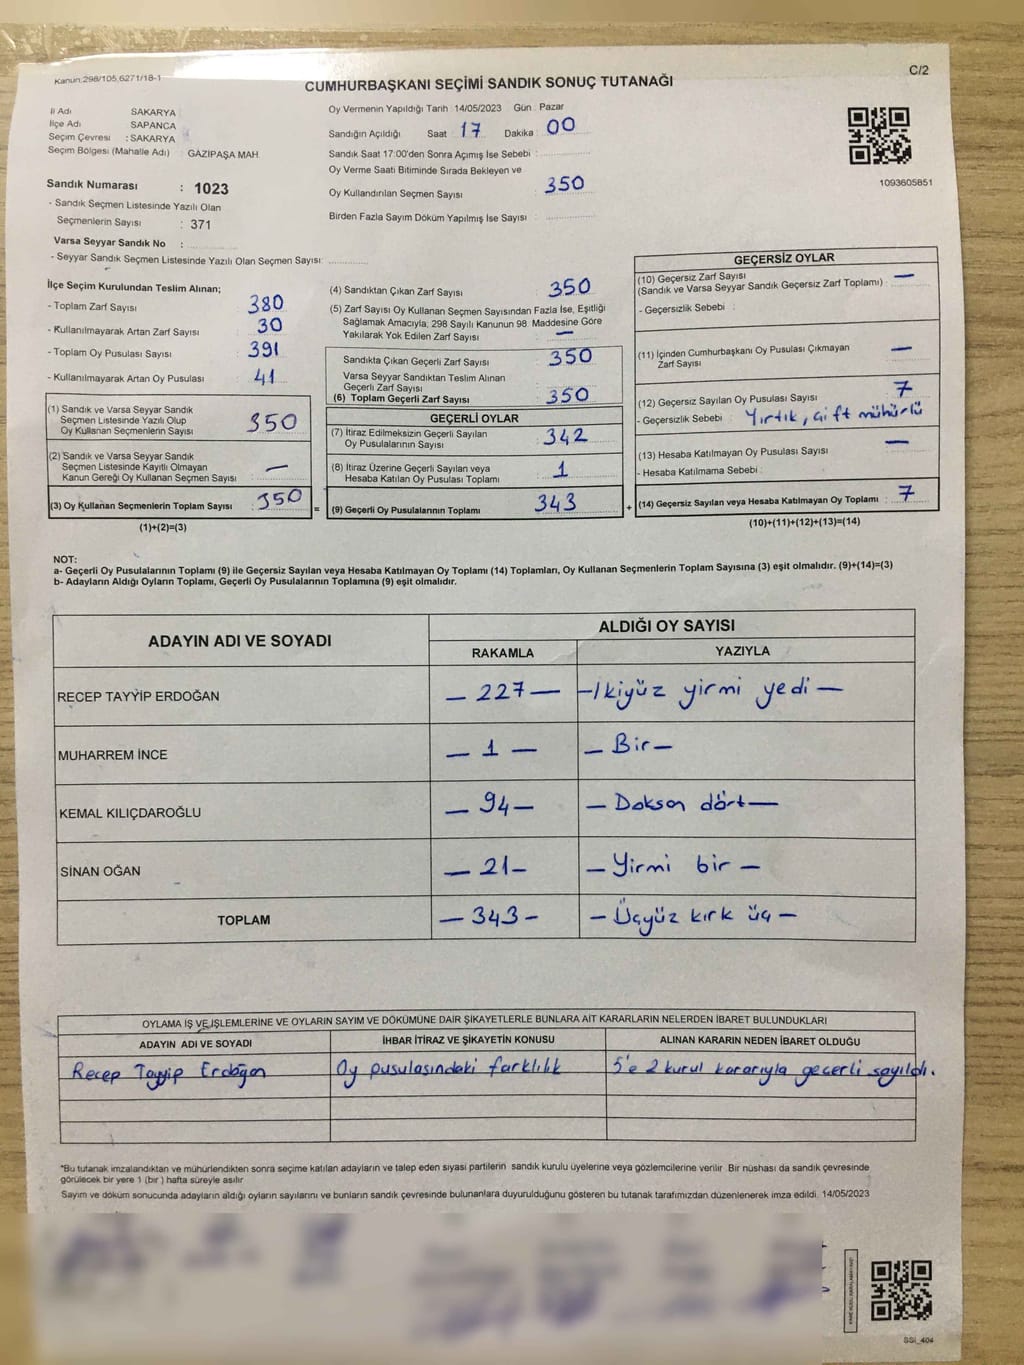 Kanun:298/105,6271/18-1
C/2
CUMHURBAŞKANI SEÇİMİ SANDIK SONUÇ TUTANAĞI
İl Adı SAKARYA
İlçe Adı SAPANCA
Seçim Çevresi : SAKARYA
Seçim Bölgesi (Mahalle Adı) : GAZİPAŞA MAH
Sandık Numarası : 1023
- Sandık Seçmen Listesinde Yazılı Olan
Seçmenlerin Sayısı : 371
Varsa Seyyar Sandık No :
- Seyyar Sandık Seçmen Listesinde Yazılı Olan Seçmen Sayısı:
Oy Vermenin Yapıldığı Tarih : 14/05/2023 Gün : Pazar
Sandığın Açıldığı Saat 17 Dakika : 00
Sandık Saat 17:00'den Sonra Açımış İse Sebebi :
Oy Verme Saati Bitiminde Sırada Bekleyen ve
Oy Kullandırılan Seçmen Sayısı : 350
Birden Fazla Sayım Döküm Yapılmış İse Sayısı :
1093605851
İlçe Seçim Kurulundan Teslim Alınan;
- Toplam Zarf Sayısı : 380
- Kullanılmayarak Artan Zarf Sayısı : 30
- Toplam Oy Pusulası Sayısı : 391
- Kullanılmayarak Artan Oy Pusulası : 41
(1) Sandık ve Varsa Seyyar Sandık
Seçmen Listesinde Yazılı Olup
Oy Kullanan Seçmenlerin Sayısı : 350
(2) Sandık ve Varsa Seyyar Sandık
Seçmen Listesinde Kayıtlı Olmayan
Kanun Gereği Oy Kullanan Seçmen Sayısı : —
(3) Oy Kullanan Seçmenlerin Toplam Sayısı : 350 =
(1)+(2)=(3)
(4) Sandıktan Çıkan Zarf Sayısı : 350
(5) Zarf Sayısı Oy Kullanan Seçmen Sayısından Fazla İse, Eşitliği
Sağlamak Amacıyla; 298 Sayılı Kanunun 98. Maddesine Göre
Yakılarak Yok Edilen Zarf Sayısı : —
Sandıkta Çıkan Geçerli Zarf Sayısı : 350
Varsa Seyyar Sandıktan Teslim Alınan
Geçerli Zarf Sayısı :
(6) Toplam Geçerli Zarf Sayısı : 350
GEÇERLİ OYLAR
(7) İtiraz Edilmeksizin Geçerli Sayılan
Oy Pusulalarının Sayısı : 342
(8) İtiraz Üzerine Geçerli Sayılan veya
Hesaba Katılan Oy Pusulası Toplamı : 1
(9) Geçerli Oy Pusulalarının Toplamı : 343 +
GEÇERSİZ OYLAR
(10) Geçersiz Zarf Sayısı : —
(Sandık ve Varsa Seyyar Sandık Geçersiz Zarf Toplamı)
- Geçersizlik Sebebi :
(11) İçinden Cumhurbaşkanı Oy Pusulası Çıkmayan
Zarf Sayısı : —
(12) Geçersiz Sayılan Oy Pusulası Sayısı : 7
- Geçersizlik Sebebi : Yırtık, çift mühürlü
(13) Hesaba Katılmayan Oy Pusulası Sayısı : —
- Hesaba Katılmama Sebebi :
(14) Geçersiz Sayılan veya Hesaba Katılmayan Oy Toplamı : 7
(10)+(11)+(12)+(13)=(14)
NOT:
a- Geçerli Oy Pusulalarının Toplamı (9) ile Geçersiz Sayılan veya Hesaba Katılmayan Oy Toplamı (14) Toplamları, Oy Kullanan Seçmenlerin Toplam Sayısına (3) eşit olmalıdır. (9)+(14)=(3)
b- Adayların Aldığı Oyların Toplamı, Geçerli Oy Pusulalarının Toplamına (9) eşit olmalıdır.
ADAYIN ADI VE SOYADI ALDIĞI OY SAYISI
RAKAMLA YAZIYLA
RECEP TAYYİP ERDOĞAN — 227 — — İkiyüz yirmi yedi —
MUHARREM İNCE — 1 — — Bir —
KEMAL KILIÇDAROĞLU — 94 — — Doksan dört —
SİNAN OĞAN — 21 — — Yirmi bir —
TOPLAM — 343 — — Üçyüz kırk üç —
OYLAMA İŞ VE İŞLEMLERİNE VE OYLARIN SAYIM VE DÖKÜMÜNE DAİR ŞİKAYETLERLE BUNLARA AİT KARARLARIN NELERDEN İBARET BULUNDUKLARI
ADAYIN ADI VE SOYADI İHBAR İTİRAZ VE ŞİKAYETİN KONUSU ALINAN KARARIN NEDEN İBARET OLDUĞU
Recep Tayyip Erdoğan Oy pusulasındaki farklılık 5'e 2 kurul kararıyla geçerli sayıldı.
*Bu tutanak imzalandıktan ve mühürlendikten sonra seçime katılan adayların ve talep eden siyasi partilerin sandık kurulu üyelerine veya gözlemcilerine verilir. Bir nüshası da sandık çevresinde
görülecek bir yere 1 (bir) hafta süreyle asılır
Sayım ve döküm sonucunda adayların aldığı oyların sayılarını ve bunların sandık çevresinde bulunanlara duyurulduğunu gösteren bu tutanak tarafımızdan düzenlenerek imza edildi. 14/05/2023
SSİ_404